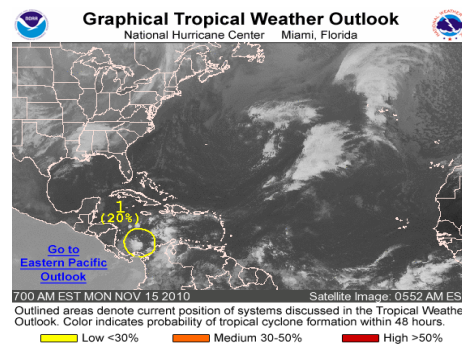 Graphical Tropical Weather Outlook
National Hurricane Center Miami, Florida
1
(20%)
Go to
Eastern Pacific
Outlook
700 AM EST MON NOV 15 2010 Satellite Image: 0552 AM ES
Outlined areas denote current position of systems discussed in the Tropical Weathe
Outlook. Color indicates probability of tropical cyclone formation within 48 hours.
Low <30% Medium 30-50% High >50%